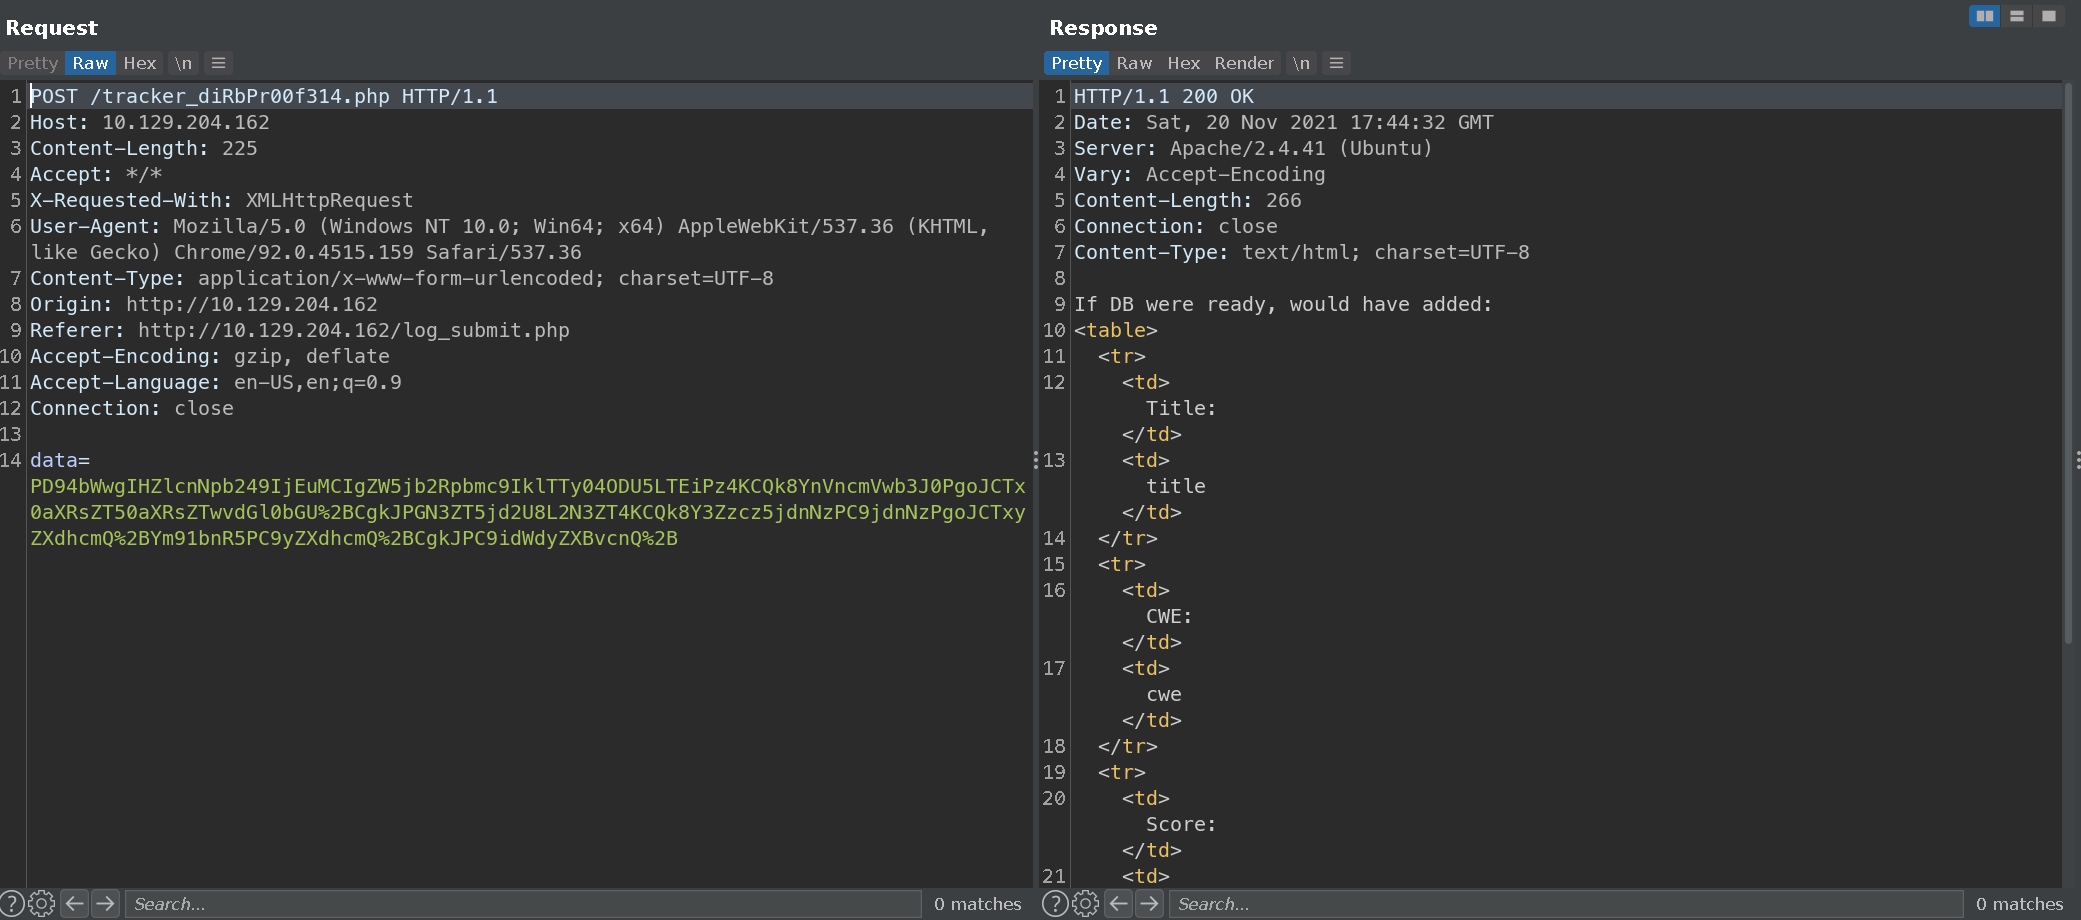 Request
Pretty Raw Hex \n
1 POST /tracker_diRbPr00f314.php HTTP/1.1
2 Host: 10.129.204.162
3 Content-Length: 225
4 Accept: */*
5 X-Requested-With: XMLHttpRequest
6 User-Agent: Mozilla/5.0 (Windows NT 10.0; Win64; x64) AppleWebKit/537.36 (KHTML,
like Gecko) Chrome/92.0.4515.159 Safari/537.36
7 Content-Type: application/x-www-form-urlencoded; charset=UTF-8
8 Origin: http://10.129.204.162
9 Referer: http://10.129.204.162/log_submit.php
10 Accept-Encoding: gzip, deflate
11 Accept-Language: en-US,en;q=0.9
12 Connection: close
13
14 data=
PD94bWwgIHZlcnNpb249IjEuMCIgZW5jb2Rpbmc9IklTTy04ODU5LTEiPz4KCQk8YnVncmVwb3J0PgoJCTx
0aXRsZT50aXRsZTwvdGl0bGU%2BCgkJPGN3ZT5jd2U8L2N3ZT4KCQk8Y3Zzcz5jdnNzPC9jdnNzPgoJCTxy
ZXdhcmQ%2BYm91bnR5PC9yZXdhcmQ%2BCgkJPC9idWdyZXBvcnQ%2B
? Search... 0 matches
Response
Pretty Raw Hex Render \n
1 HTTP/1.1 200 OK
2 Date: Sat, 20 Nov 2021 17:44:32 GMT
3 Server: Apache/2.4.41 (Ubuntu)
4 Vary: Accept-Encoding
5 Content-Length: 266
6 Connection: close
7 Content-Type: text/html; charset=UTF-8
8
9 If DB were ready, would have added:
10 <table>
11 <tr>
12 <td>
Title:
</td>
13 <td>
title
</td>
14 </tr>
15 <tr>
16 <td>
CWE:
</td>
17 <td>
cwe
</td>
18 </tr>
19 <tr>
20 <td>
Score:
</td>
21 <td>
? Search... 0 matches